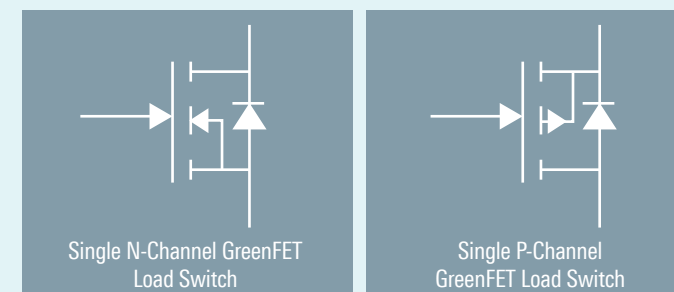 Single N-Channel GreenFET
Load Switch
Single P-Channel
GreenFET Load Switch